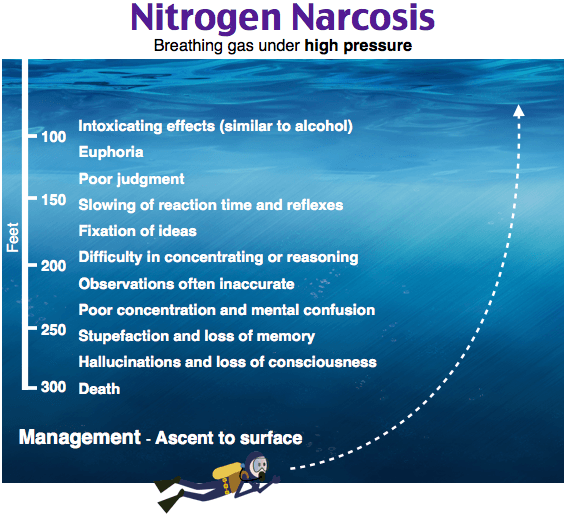 Nitrogen Narcosis
Breathing gas under high pressure
Feet
100
150
200
250
300
Intoxicating effects (similar to alcohol)
Euphoria
Poor judgment
Slowing of reaction time and reflexes
Fixation of ideas
Difficulty in concentrating or reasoning
Observations often inaccurate
Poor concentration and mental confusion
Stupefaction and loss of memory
Hallucinations and loss of consciousness
Death
Management - Ascent to surface